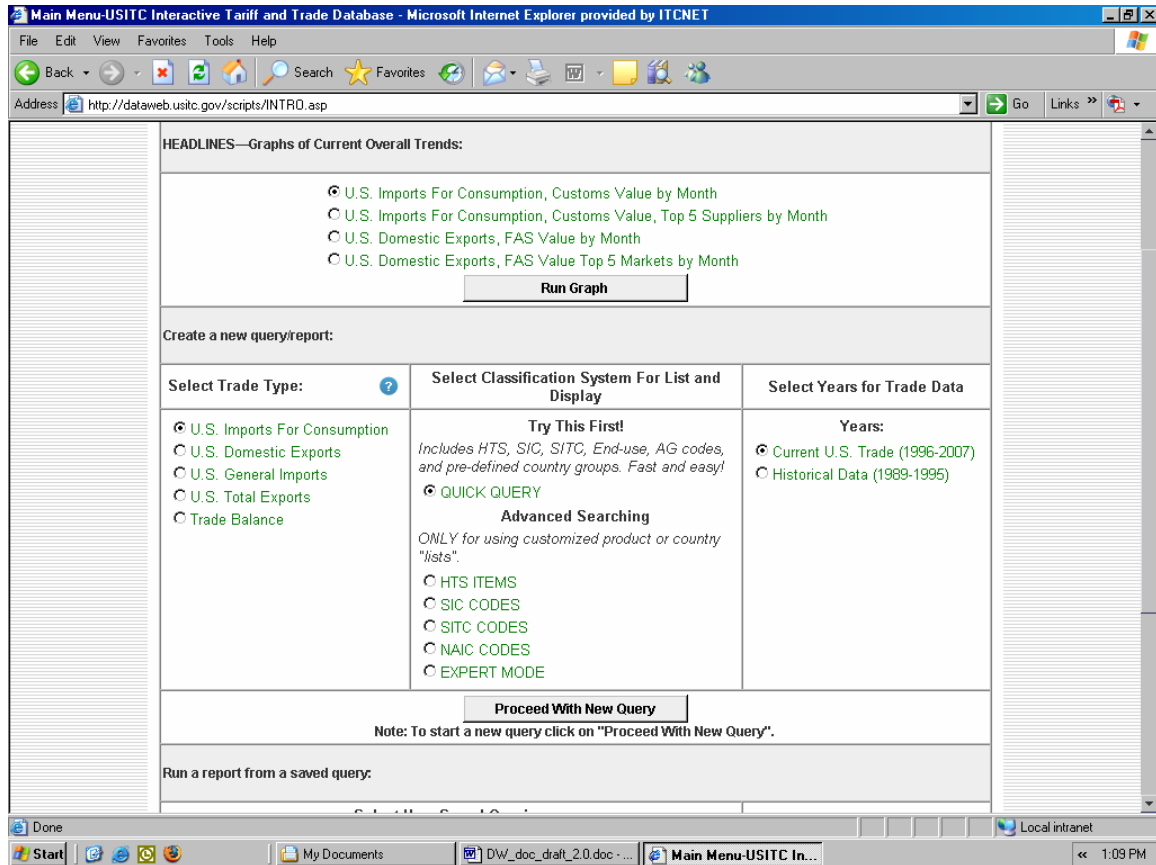 Main Menu-USITC Interactive Tariff and Trade Database - Microsoft Internet Explorer provided by ITCNET
File Edit View Favorites Tools Help
Back Search Favorites
Address http://dataweb.usitc.gov/scripts/INTRO.asp Go Links »
HEADLINES—Graphs of Current Overall Trends:
U.S. Imports For Consumption, Customs Value by Month
U.S. Imports For Consumption, Customs Value, Top 5 Suppliers by Month
U.S. Domestic Exports, FAS Value by Month
U.S. Domestic Exports, FAS Value Top 5 Markets by Month
Run Graph
Create a new query/report:
Select Trade Type: ?
U.S. Imports For Consumption
U.S. Domestic Exports
U.S. General Imports
U.S. Total Exports
Trade Balance
Select Classification System For List and
Display
Try This First!
Includes HTS, SIC, SITC, End-use, AG codes,
and pre-defined country groups. Fast and easy!
QUICK QUERY
Advanced Searching
ONLY for using customized product or country
"lists".
HTS ITEMS
SIC CODES
SITC CODES
NAIC CODES
EXPERT MODE
Select Years for Trade Data
Years:
Current U.S. Trade (1996-2007)
Historical Data (1989-1995)
Proceed With New Query
Note: To start a new query click on "Proceed With New Query".
Run a report from a saved query:
Done Local intranet
Start My Documents DW_doc_draft_2.0.doc - ... Main Menu-USITC In... « 1:09 PM